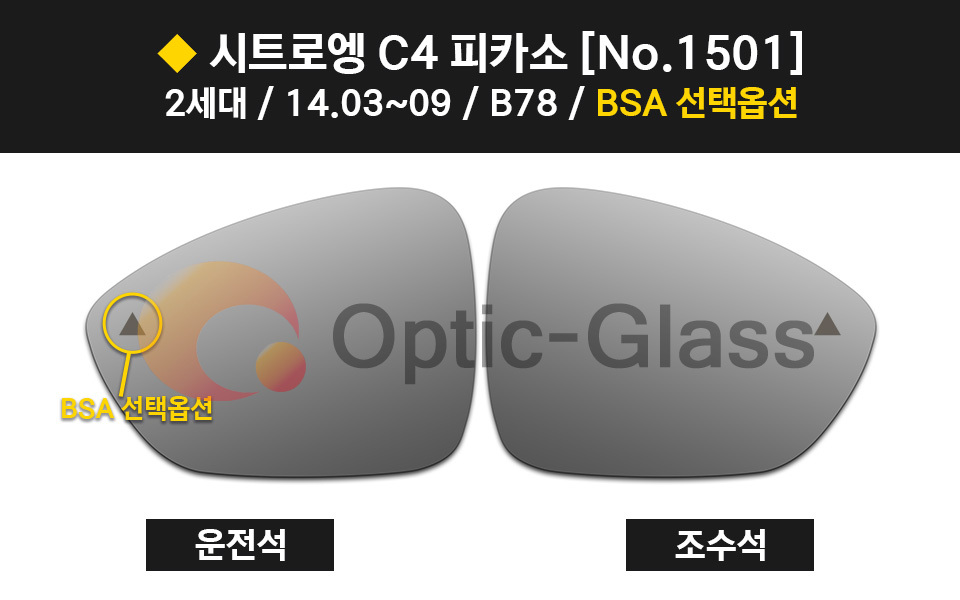 ◆ 시트로엥 C4 피카소 [No.1501]
2세대 / 14.03~09 / B78 / BSA 선택옵션
Optic-Glass
BSA 선택옵션
운전석
조수석